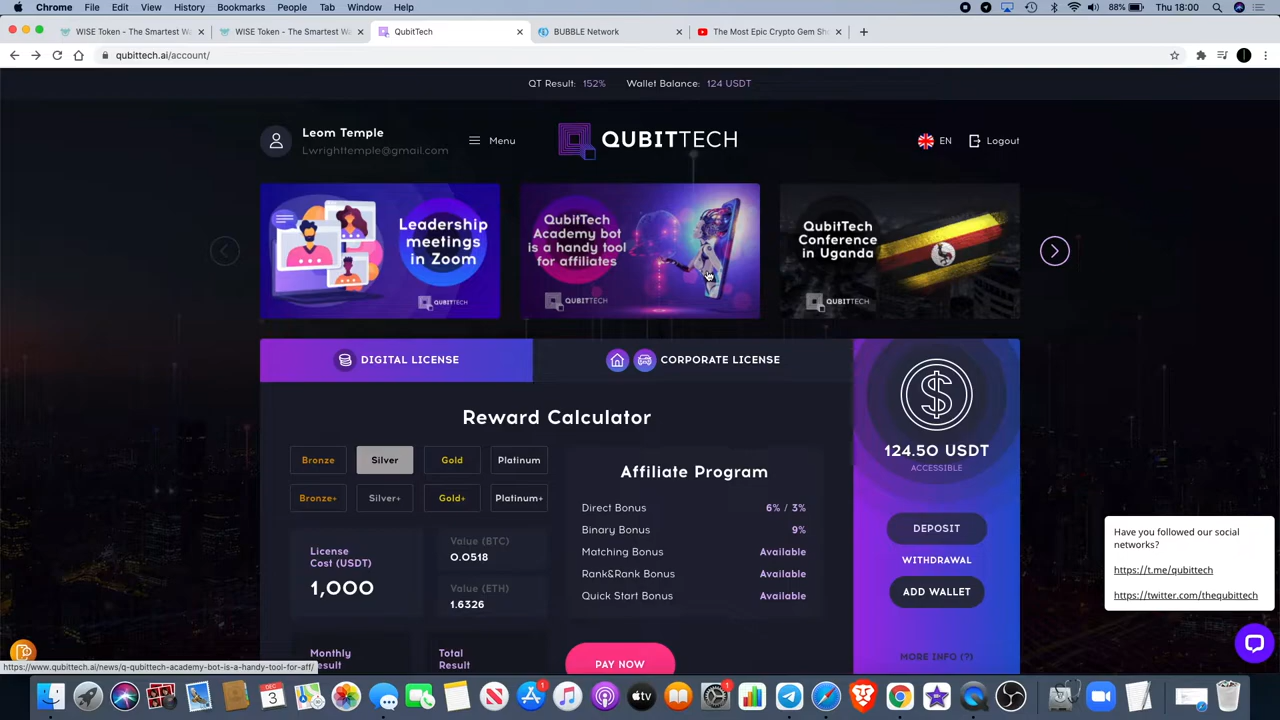 Chrome File Edit View History Bookmarks People Tab Window Help 88% Thu 18:00
WISE Token - The Smartest Wa
WISE Token - The Smartest Wa
QubitTech
BUBBLE Network
The Most Epic Crypto Gem Sho
qubittech.ai/account/
QT Result: 152% Wallet Balance: 124 USDT
Leom Temple
Lwrighttemple@gmail.com
Menu
QUBITTECH
EN
Logout
Leadership
meetings
in Zoom
QUBITTECH
QubitTech
Academy bot
is a handy tool
for affiliates
QUBITTECH
QubitTech
Conference
in Uganda
QUBITTECH
DIGITAL LICENSE
CORPORATE LICENSE
Reward Calculator
Bronze Silver Gold Platinum
Bronze+ Silver+ Gold+ Platinum+
License
Cost (USDT)
1,000
Value (BTC)
0.0518
Value (ETH)
1.6326
Monthly
Result
Total
Result
Affiliate Program
Direct Bonus 6% / 3%
Binary Bonus 9%
Matching Bonus Available
Rank&Rank Bonus Available
Quick Start Bonus Available
PAY NOW
124.50 USDT
ACCESSIBLE
DEPOSIT
WITHDRAWAL
ADD WALLET
MORE INFO (?)
Have you followed our social
networks?
https://t.me/qubittech
https://twitter.com/thequbittech
https://www.qubittech.ai/news/q-qubittech-academy-bot-is-a-handy-tool-for-aff/
DEC
3
1
tv